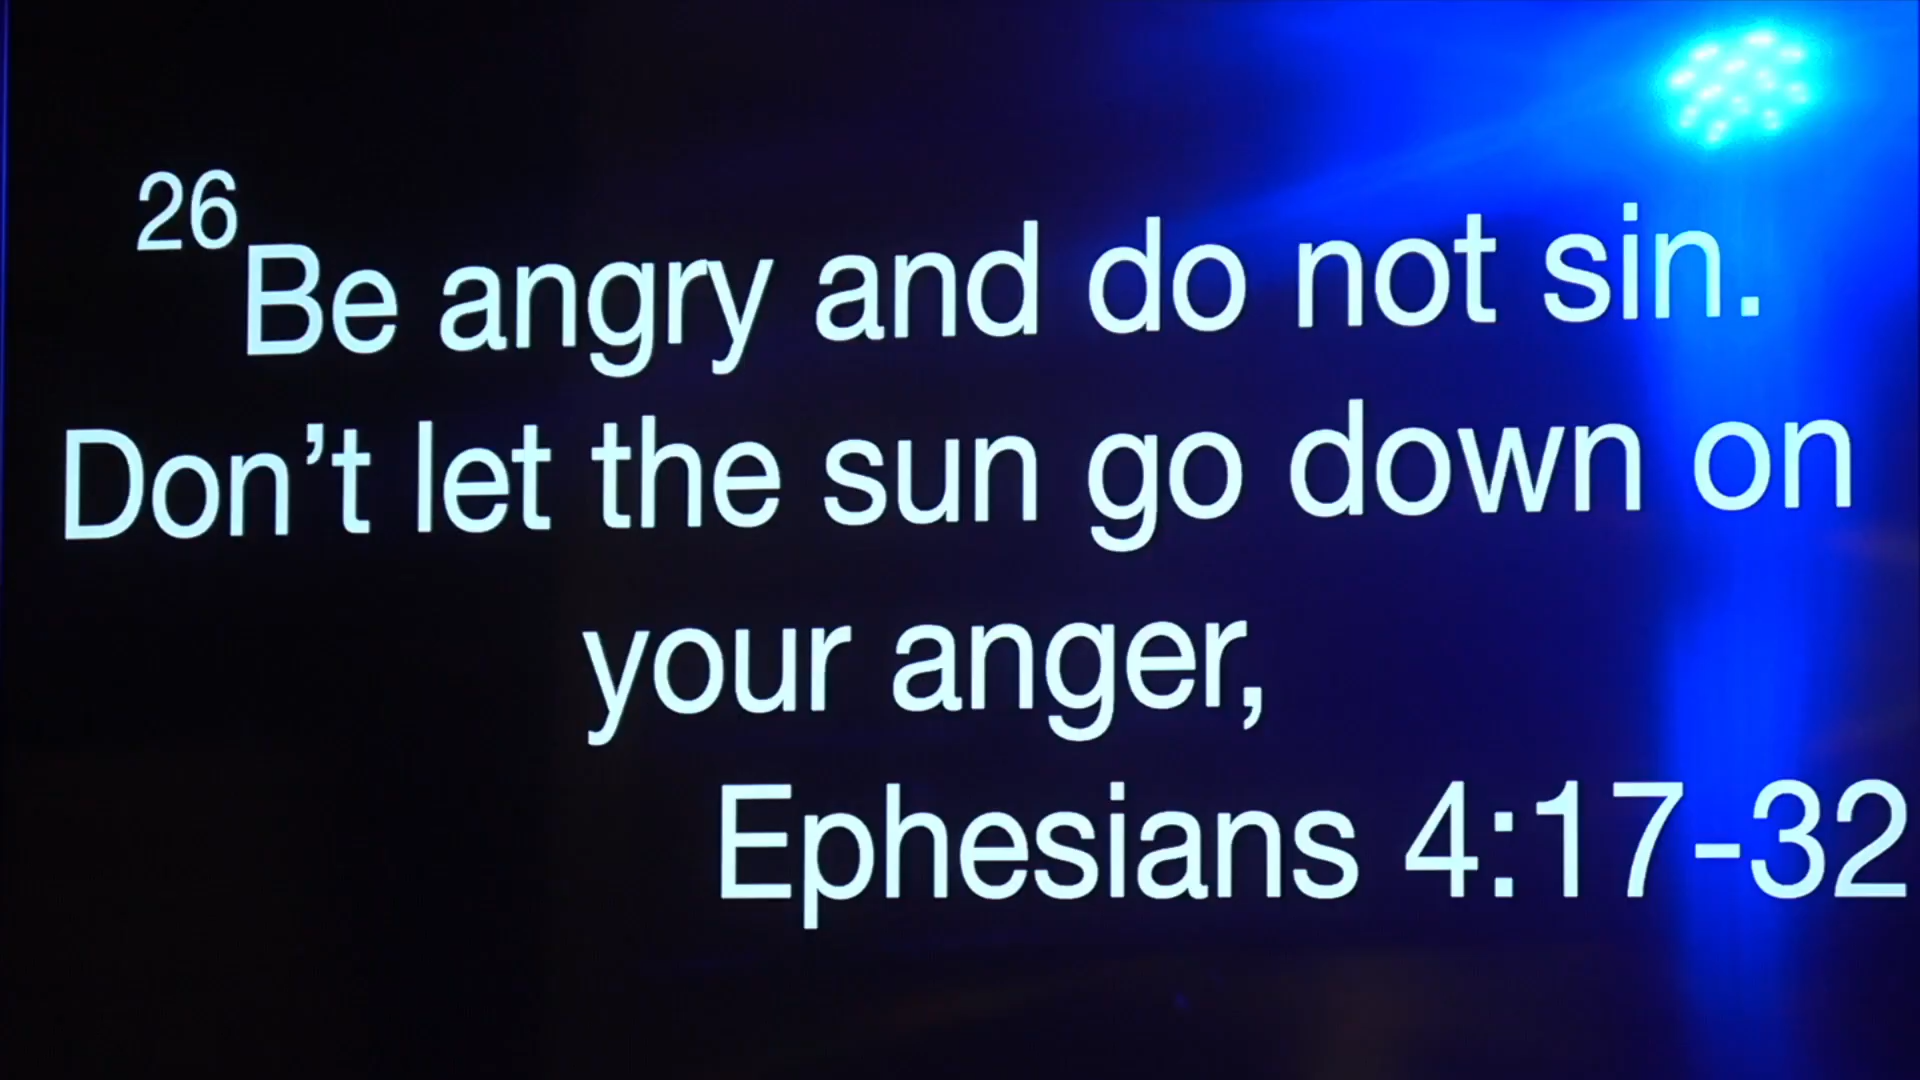 26 Be angry and do not sin.
Don’t let the sun go down on
your anger,
Ephesians 4:17-32